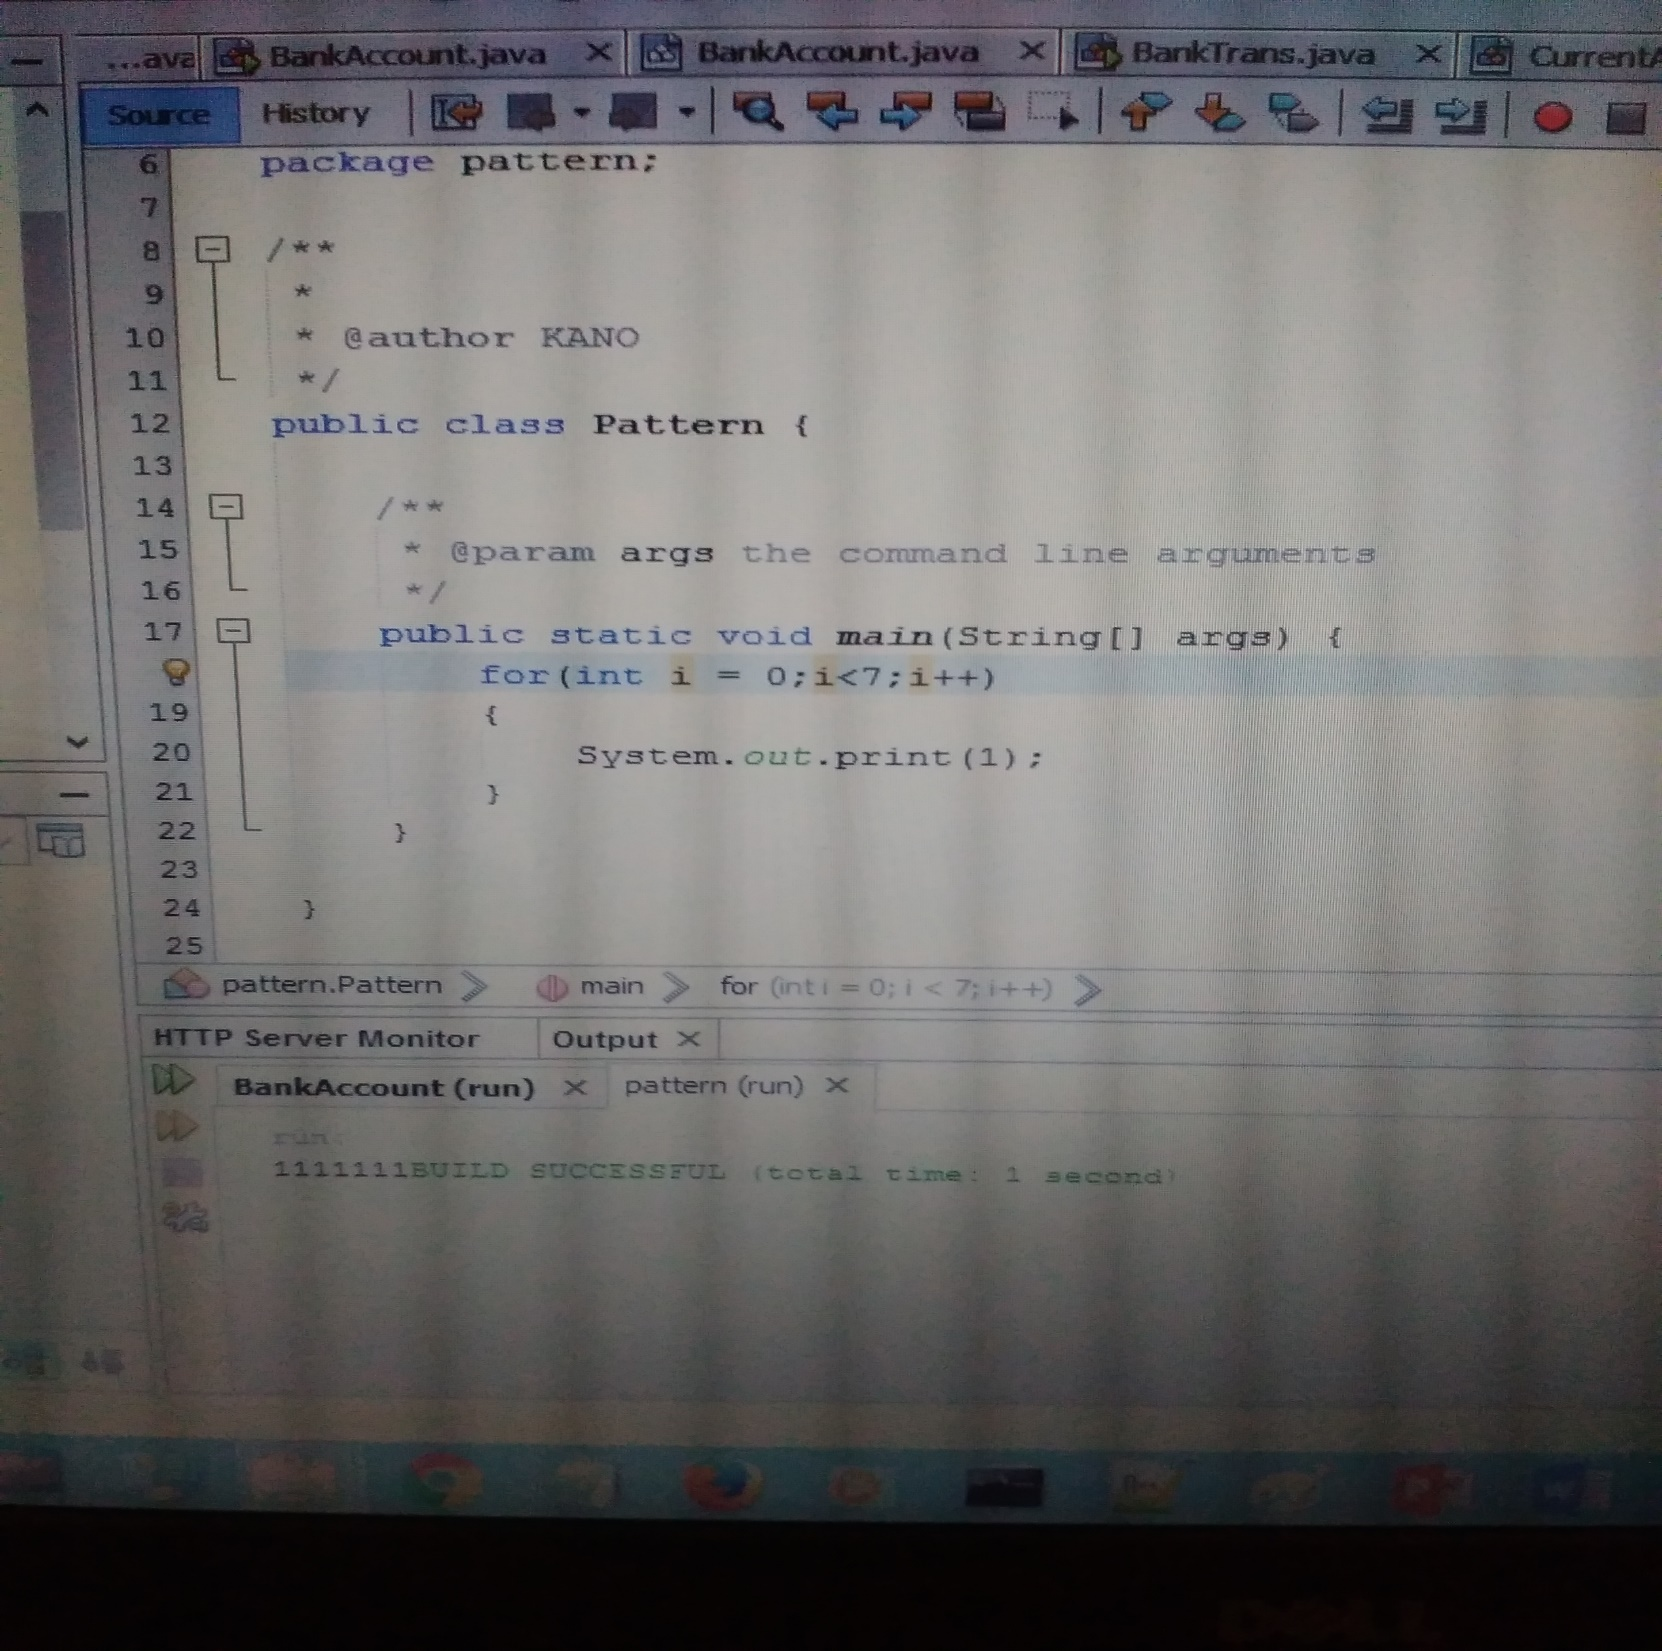 ...ava BankAccount.java BankAccount.java BankTrans.java CurrentA
Source History
6 package pattern;
7
8 /**
9 *
10 * @author KANO
11 */
12 public class Pattern {
13
14 /**
15 * @param args the command line arguments
16 */
17 public static void main(String[] args) {
for(int i = 0;i<7;i++)
19 {
20 System.out.print(1);
21 }
22 }
23
24 }
25
pattern.Pattern main for (int i = 0; i < 7; i++)
HTTP Server Monitor Output
BankAccount (run) pattern (run)
run:
1111111BUILD SUCCESSFUL (total time: 1 second)